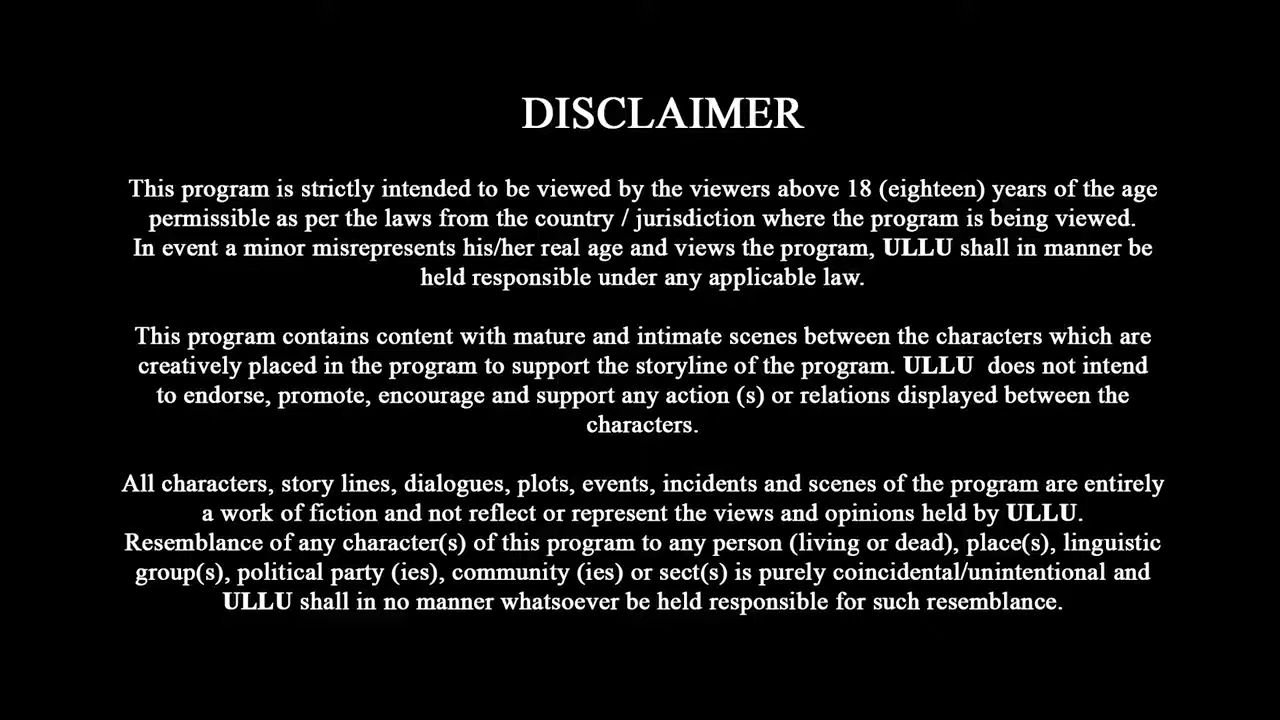 DISCLAIMER
This program is strictly intended to be viewed by the viewers above 18 (eighteen) years of the age
permissible as per the laws from the country / jurisdiction where the program is being viewed.
In event a minor misrepresents his/her real age and views the program, ULLU shall in manner be
held responsible under any applicable law.
This program contains content with mature and intimate scenes between the characters which are
creatively placed in the program to support the storyline of the program. ULLU does not intend
to endorse, promote, encourage and support any action (s) or relations displayed between the
characters.
All characters, story lines, dialogues, plots, events, incidents and scenes of the program are entirely
a work of fiction and not reflect or represent the views and opinions held by ULLU.
Resemblance of any character(s) of this program to any person (living or dead), place(s), linguistic
group(s), political party (ies), community (ies) or sect(s) is purely coincidental/unintentional and
ULLU shall in no manner whatsoever be held responsible for such resemblance.